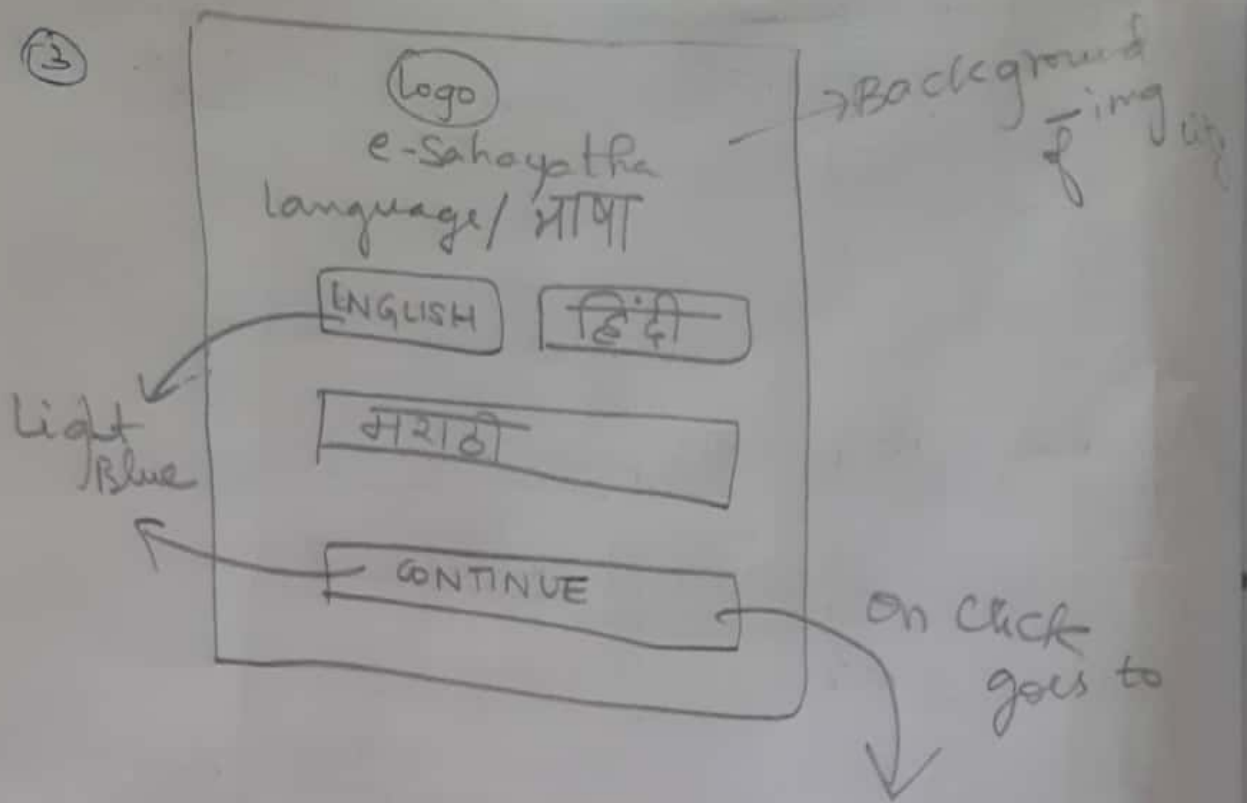 3
Logo
e-Sahayatha
Language/ भाषा
ENGLISH
हिंदी
मराठी
CONTINUE
Light
Blue
→Background
img
On Click
goes to